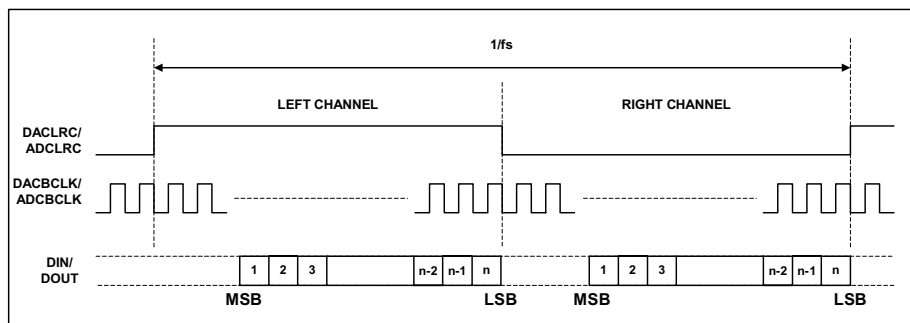 1/fs
LEFT CHANNEL
RIGHT CHANNEL
DACLRC/
ADCLRC
DACBCLK/
ADCBCLK
DIN/
DOUT
1 2 3 n-2 n-1 n 1 2 3 n-2 n-1 n
MSB LSB MSB LSB